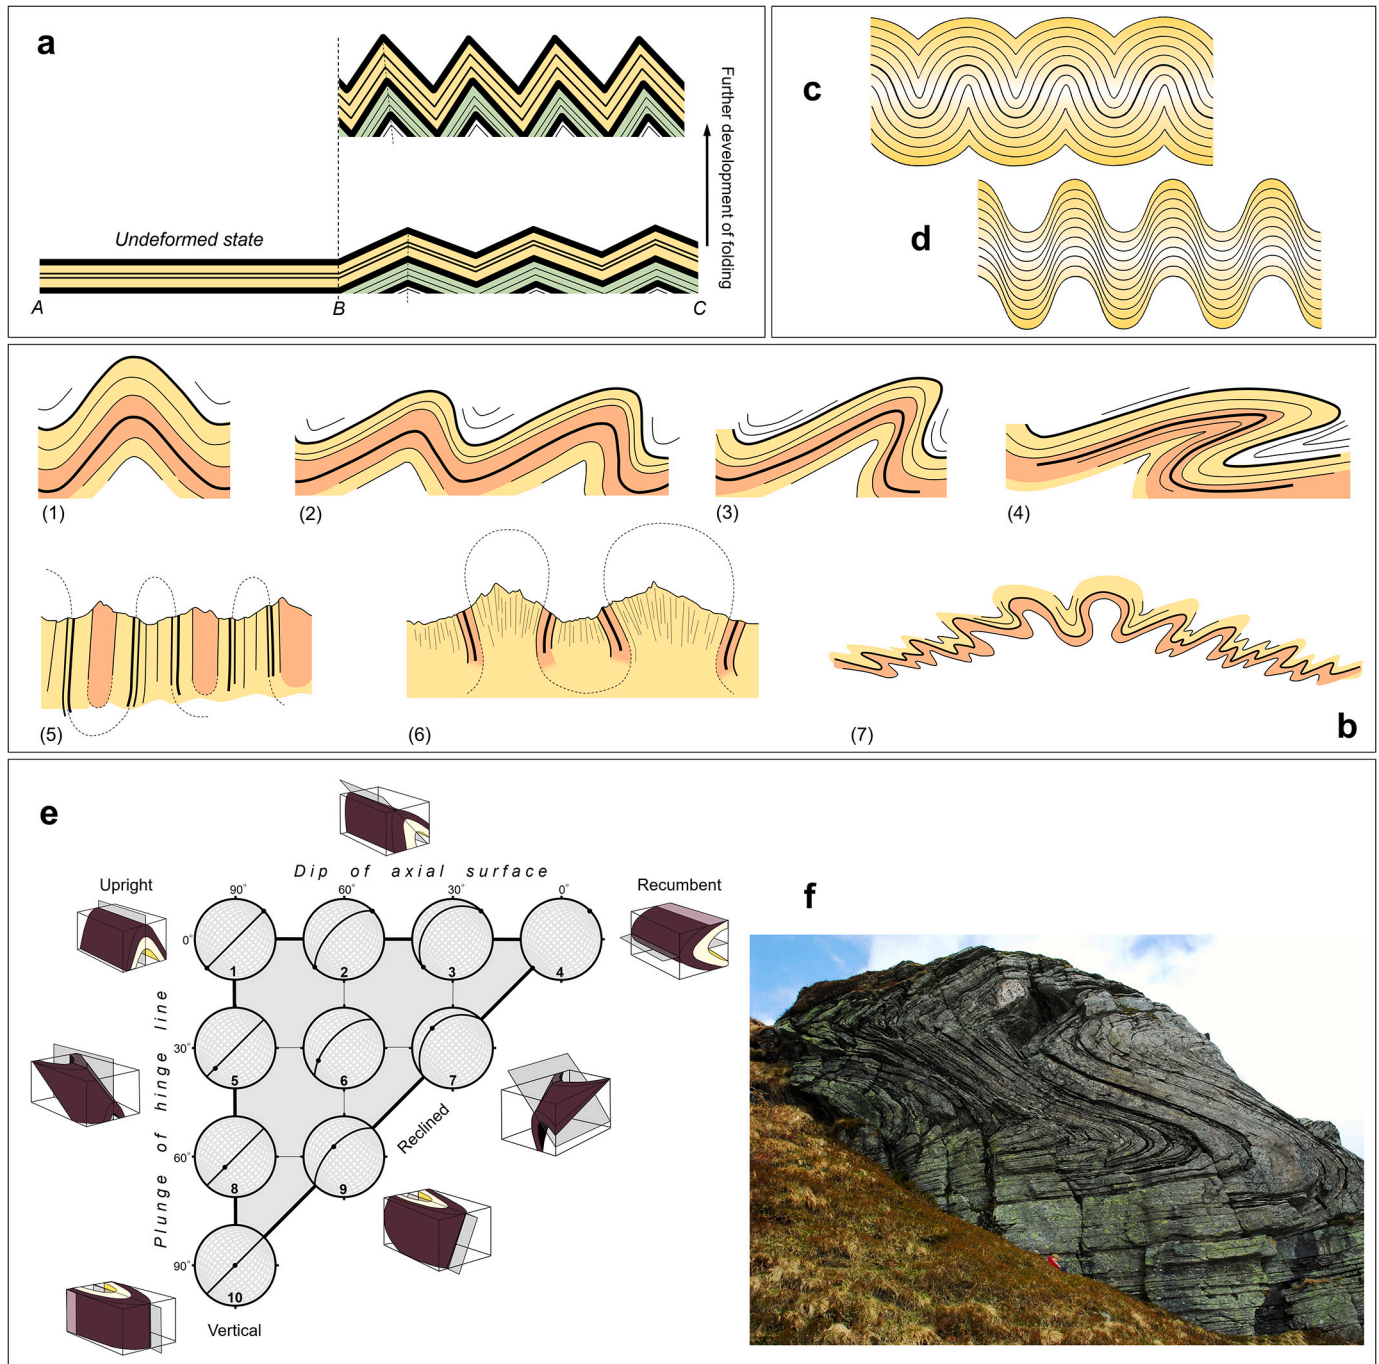 a
Undeformed state
A
B
C
Further development of folding
c
d
(1)
(2)
(3)
(4)
(5)
(6)
(7)
b
e
Dip of axial surface
Upright
90°
60°
30°
0°
Recumbent
0°
1
2
3
4
Plunge of hinge line
30°
5
6
7
Reclined
60°
8
9
90°
10
Vertical
f